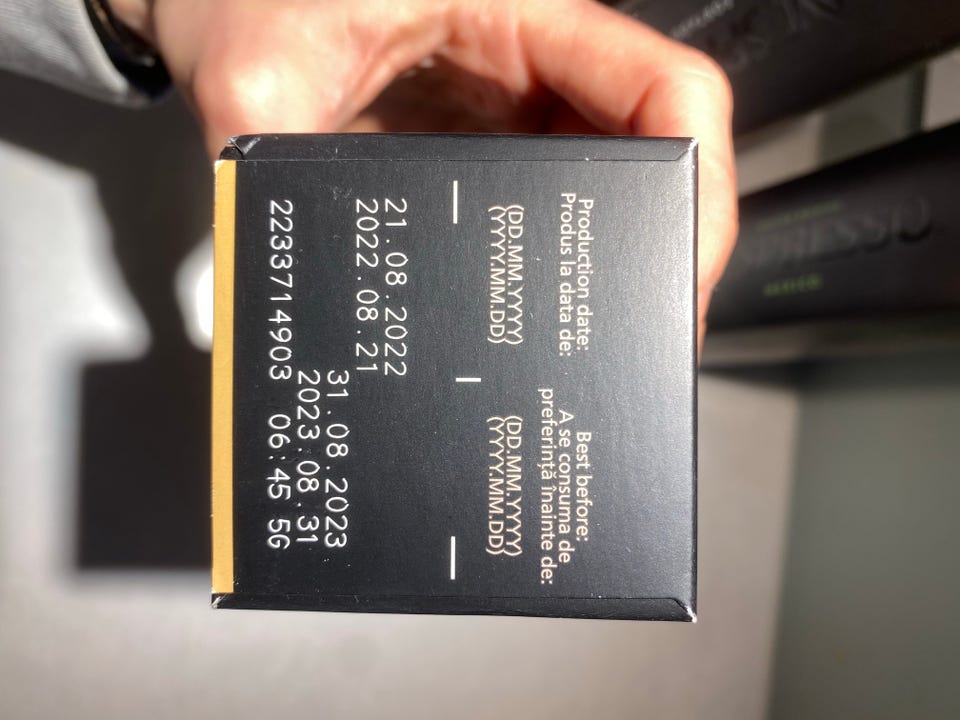 Production date:
Produs la data de:
(DD.MM.YYYY)
(YYYY.MM.DD)
Best before:
A se consuma de
preferință înainte de:
(DD.MM.YYYY)
(YYYY.MM.DD)
21.08.2022
2022.08.21
31.08.2023
2023.08.31
2233714903 06:45 5G